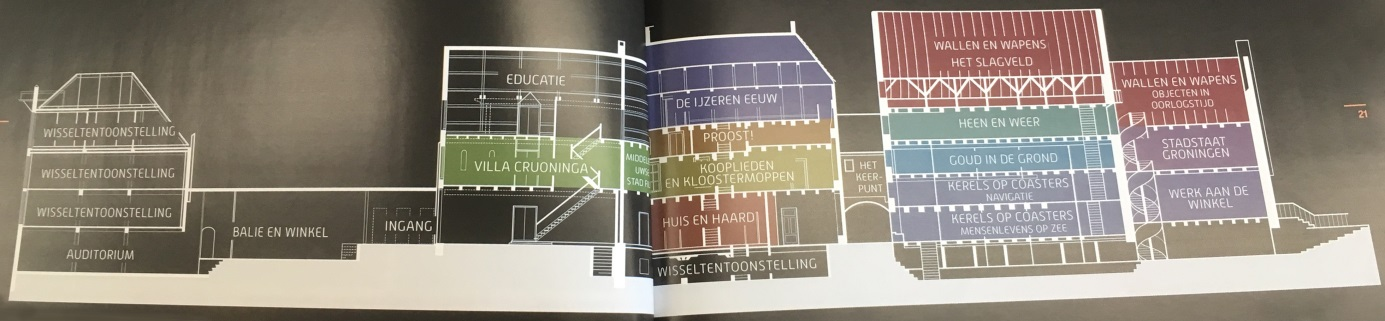 WISSELTENTOONSTELLING
WISSELTENTOONSTELLING
WISSELTENTOONSTELLING
AUDITORIUM
BALIE EN WINKEL
INGANG
EDUCATIE
VILLA CRUONINGA
STAD
DE IJZEREN EEUW
PROOST!
KOOPLIEDEN
EN KLOOSTERMOPPEN
HUIS EN HAARD
WISSELTENTOONSTELLING
HET
KEER-
PUNT
WALLEN EN WAPENS
HET SLAGVELD
HEEN EN WEER
GOUD IN DE GROND
KERELS OP COASTERS
NAVIGATIE
KERELS OP COASTERS
MENSENLEVENS OP ZEE
WALLEN EN WAPENS
OBJECTEN IN
OORLOGSTIJD
STADSTAAT
GRONINGEN
WERK AAN DE
WINKEL
21